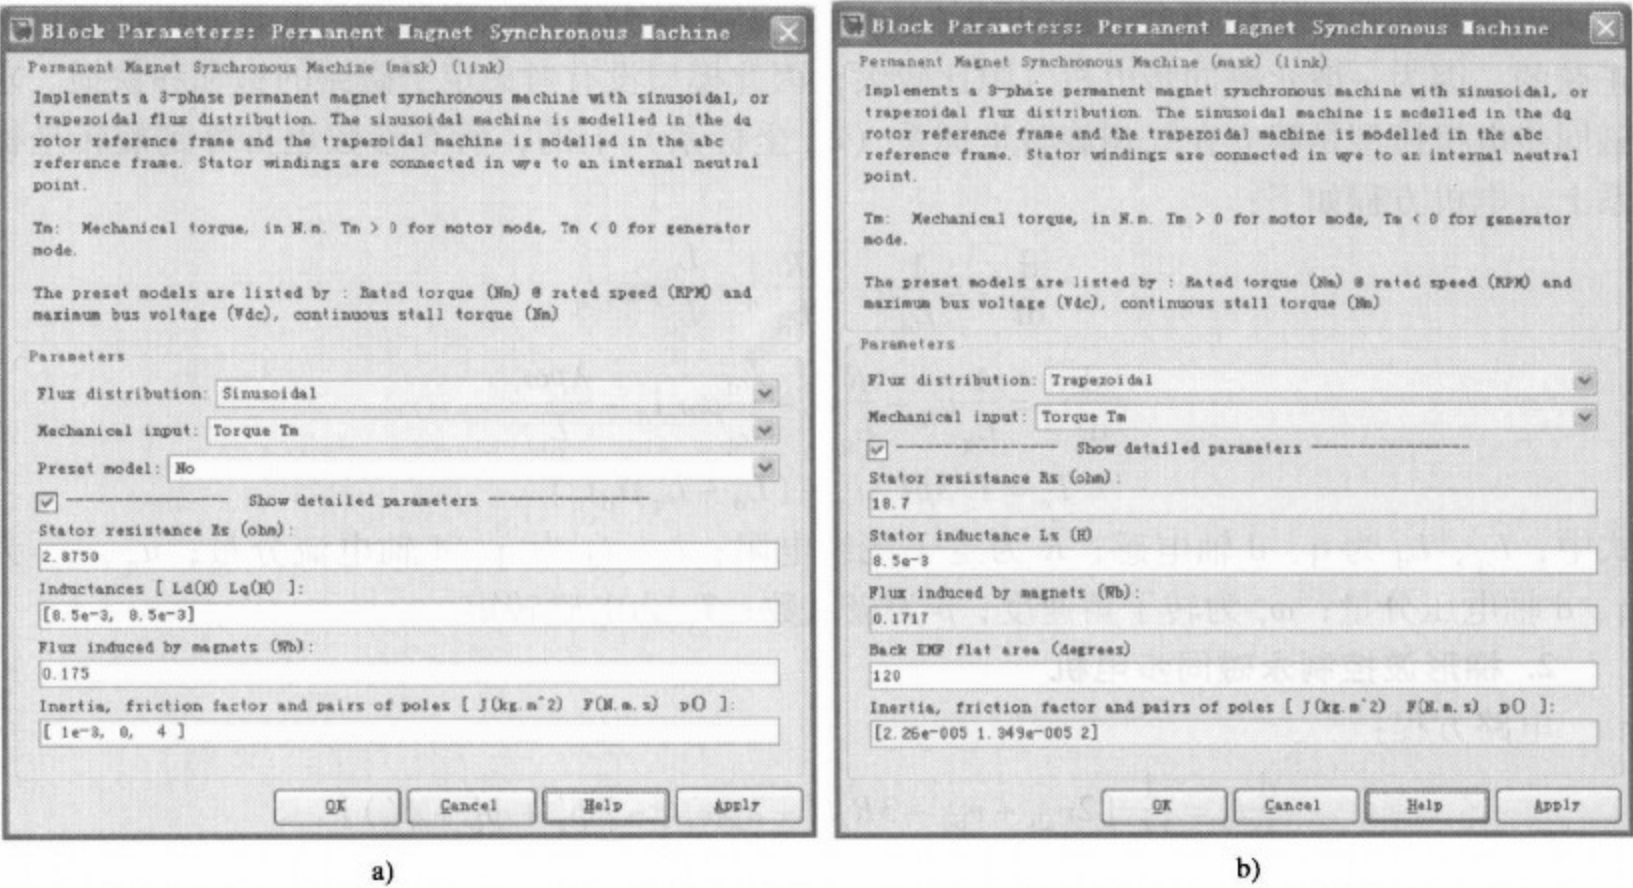 Block Parameters: Permanent Magnet Synchronous Machine
Permanent Magnet Synchronous Machine (mask) (link)
Implements a 3-phase permanent magnet synchronous machine with sinusoidal, or
trapezoidal flux distribution. The sinusoidal machine is modelled in the dq
rotor reference frame and the trapezoidal machine is modelled in the abc
reference frame. Stator windings are connected in wye to an internal neutral
point.
Tm: Mechanical torque, in N.m. Tm > 0 for motor mode, Tm < 0 for generator
mode.
The preset models are listed by : Rated torque (Nm) @ rated speed (RPM) and
maximum bus voltage (Vdc), continuous stall torque (Nm)
Parameters
Flux distribution: Sinusoidal
Mechanical input: Torque Tm
Preset model: No
Show detailed parameters
Stator resistance Rs (ohm):
2.8750
Inductances [ Ld(H) Lq(H) ]:
[8.5e-3, 8.5e-3]
Flux induced by magnets (Wb):
0.175
Inertia, friction factor and pairs of poles [ J(kg.m^2) F(N.m.s) p() ]:
[ 1e-3, 0, 4 ]
OK Cancel Help Apply
a)
Block Parameters: Permanent Magnet Synchronous Machine
Permanent Magnet Synchronous Machine (mask) (link)
Implements a 3-phase permanent magnet synchronous machine with sinusoidal, or
trapezoidal flux distribution. The sinusoidal machine is modelled in the dq
rotor reference frame and the trapezoidal machine is modelled in the abc
reference frame. Stator windings are connected in wye to an internal neutral
point.
Tm: Mechanical torque, in N.m. Tm > 0 for motor mode, Tm < 0 for generator
mode.
The preset models are listed by : Rated torque (Nm) @ rated speed (RPM) and
maximum bus voltage (Vdc), continuous stall torque (Nm)
Parameters
Flux distribution: Trapezoidal
Mechanical input: Torque Tm
Show detailed parameters
Stator resistance Rs (ohm):
18.7
Stator inductance Ls (H)
8.5e-3
Flux induced by magnets (Wb):
0.1717
Back EMF flat area (degrees)
120
Inertia, friction factor and pairs of poles [ J(kg.m^2) F(N.m.s) p() ]:
[2.26e-005 1.349e-005 2]
OK Cancel Help Apply
b)